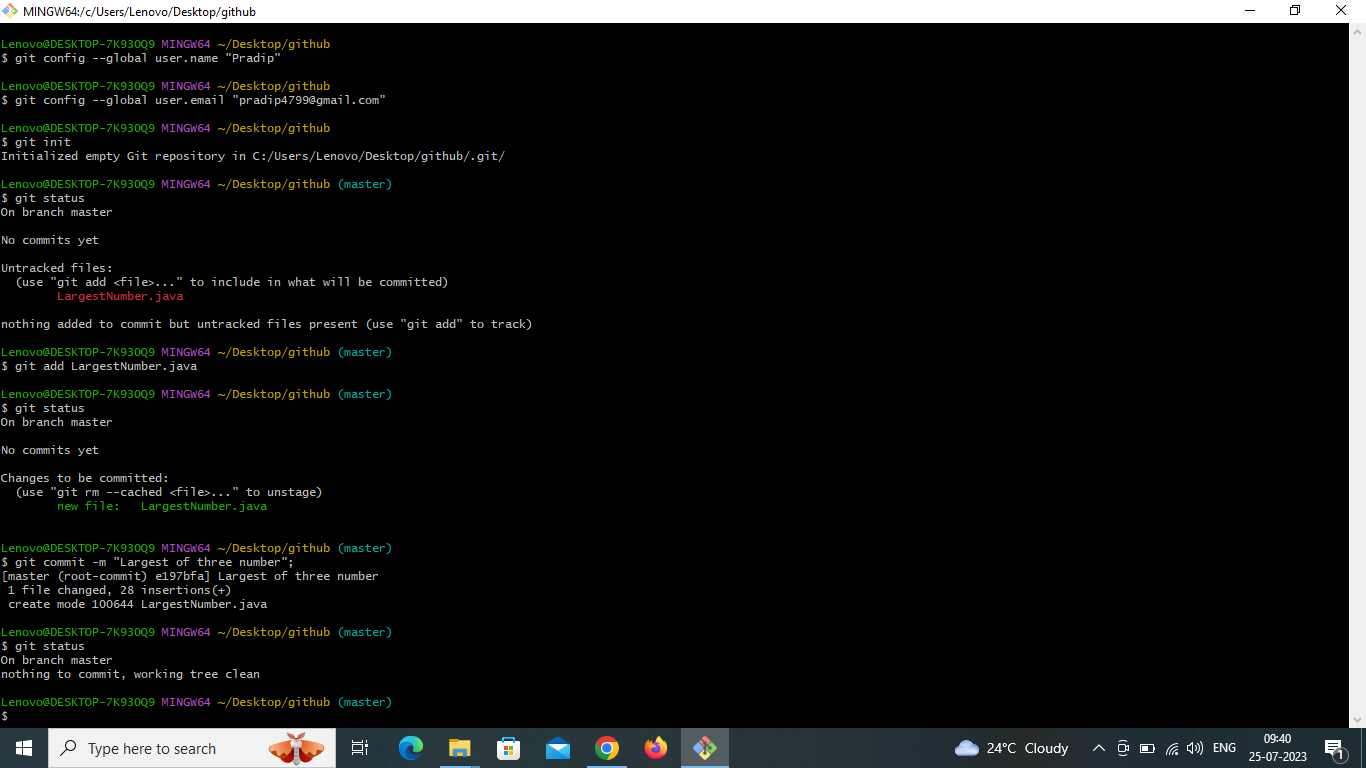 MINGW64:/c/Users/Lenovo/Desktop/github
Lenovo@DESKTOP-7K93OQ9 MINGW64 ~/Desktop/github
$ git config --global user.name "Pradip"
Lenovo@DESKTOP-7K93OQ9 MINGW64 ~/Desktop/github
$ git config --global user.email "pradip4799@gmail.com"
Lenovo@DESKTOP-7K93OQ9 MINGW64 ~/Desktop/github
$ git init
Initialized empty Git repository in C:/Users/Lenovo/Desktop/github/.git/
Lenovo@DESKTOP-7K93OQ9 MINGW64 ~/Desktop/github (master)
$ git status
On branch master
No commits yet
Untracked files:
  (use "git add <file>..." to include in what will be committed)
        LargestNumber.java
nothing added to commit but untracked files present (use "git add" to track)
Lenovo@DESKTOP-7K93OQ9 MINGW64 ~/Desktop/github (master)
$ git add LargestNumber.java
Lenovo@DESKTOP-7K93OQ9 MINGW64 ~/Desktop/github (master)
$ git status
On branch master
No commits yet
Changes to be committed:
  (use "git rm --cached <file>..." to unstage)
        new file:   LargestNumber.java
Lenovo@DESKTOP-7K93OQ9 MINGW64 ~/Desktop/github (master)
$ git commit -m "Largest of three number";
[master (root-commit) e197bfa] Largest of three number
 1 file changed, 28 insertions(+)
 create mode 100644 LargestNumber.java
Lenovo@DESKTOP-7K93OQ9 MINGW64 ~/Desktop/github (master)
$ git status
On branch master
nothing to commit, working tree clean
Lenovo@DESKTOP-7K93OQ9 MINGW64 ~/Desktop/github (master)
$
Type here to search
24°C Cloudy
ENG
09:40
25-07-2023
1